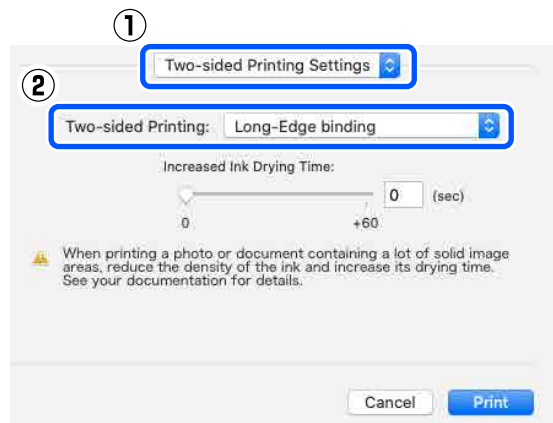 ①
Two-sided Printing Settings
②
Two-sided Printing: Long-Edge binding
Increased Ink Drying Time:
0 (sec)
0 +60
When printing a photo or document containing a lot of solid image
areas, reduce the density of the ink and increase its drying time.
See your documentation for details.
Cancel Print